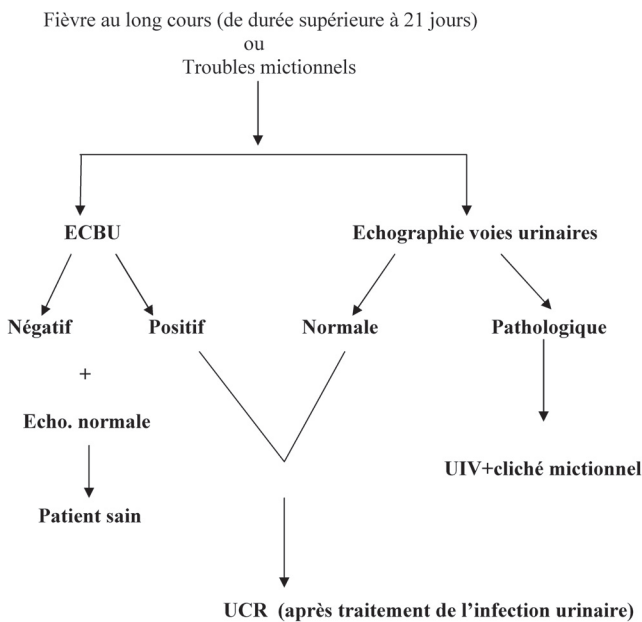 Fièvre au long cours (de durée supérieure à 21 jours)
ou
Troubles mictionnels
ECBU
Echographie voies urinaires
Négatif
Positif
Normale
Pathologique
+
Echo. normale
UIV+cliché mictionnel
Patient sain
UCR (après traitement de l’infection urinaire)